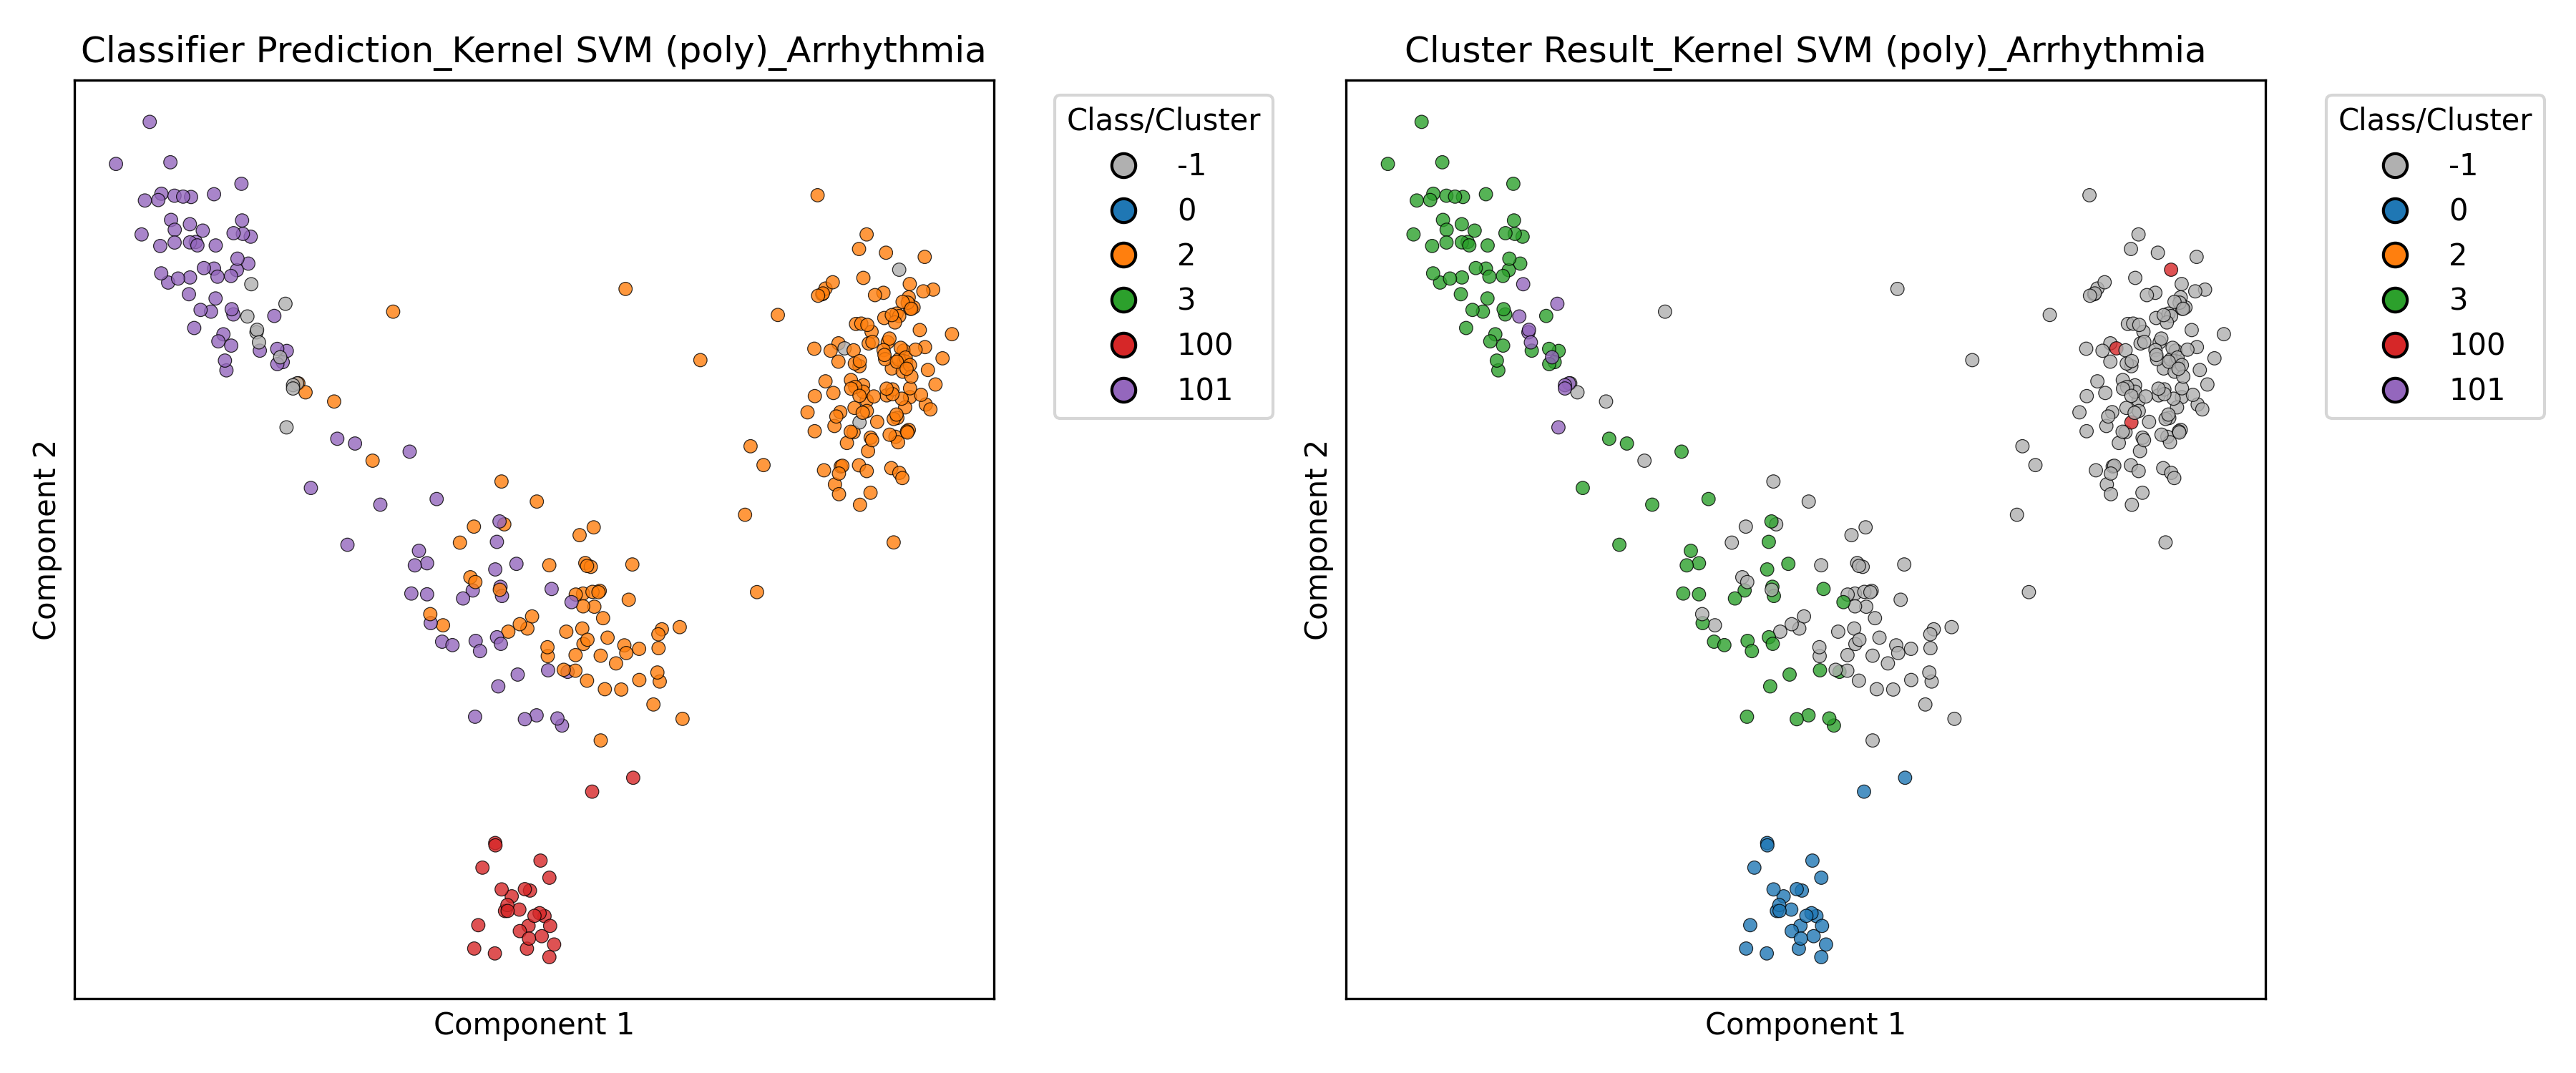 Classifier Prediction_Kernel SVM (poly)_Arrhythmia
Component 2
Component 1
Class/Cluster
-1
0
2
3
100
101
Cluster Result_Kernel SVM (poly)_Arrhythmia
Component 2
Component 1
Class/Cluster
-1
0
2
3
100
101